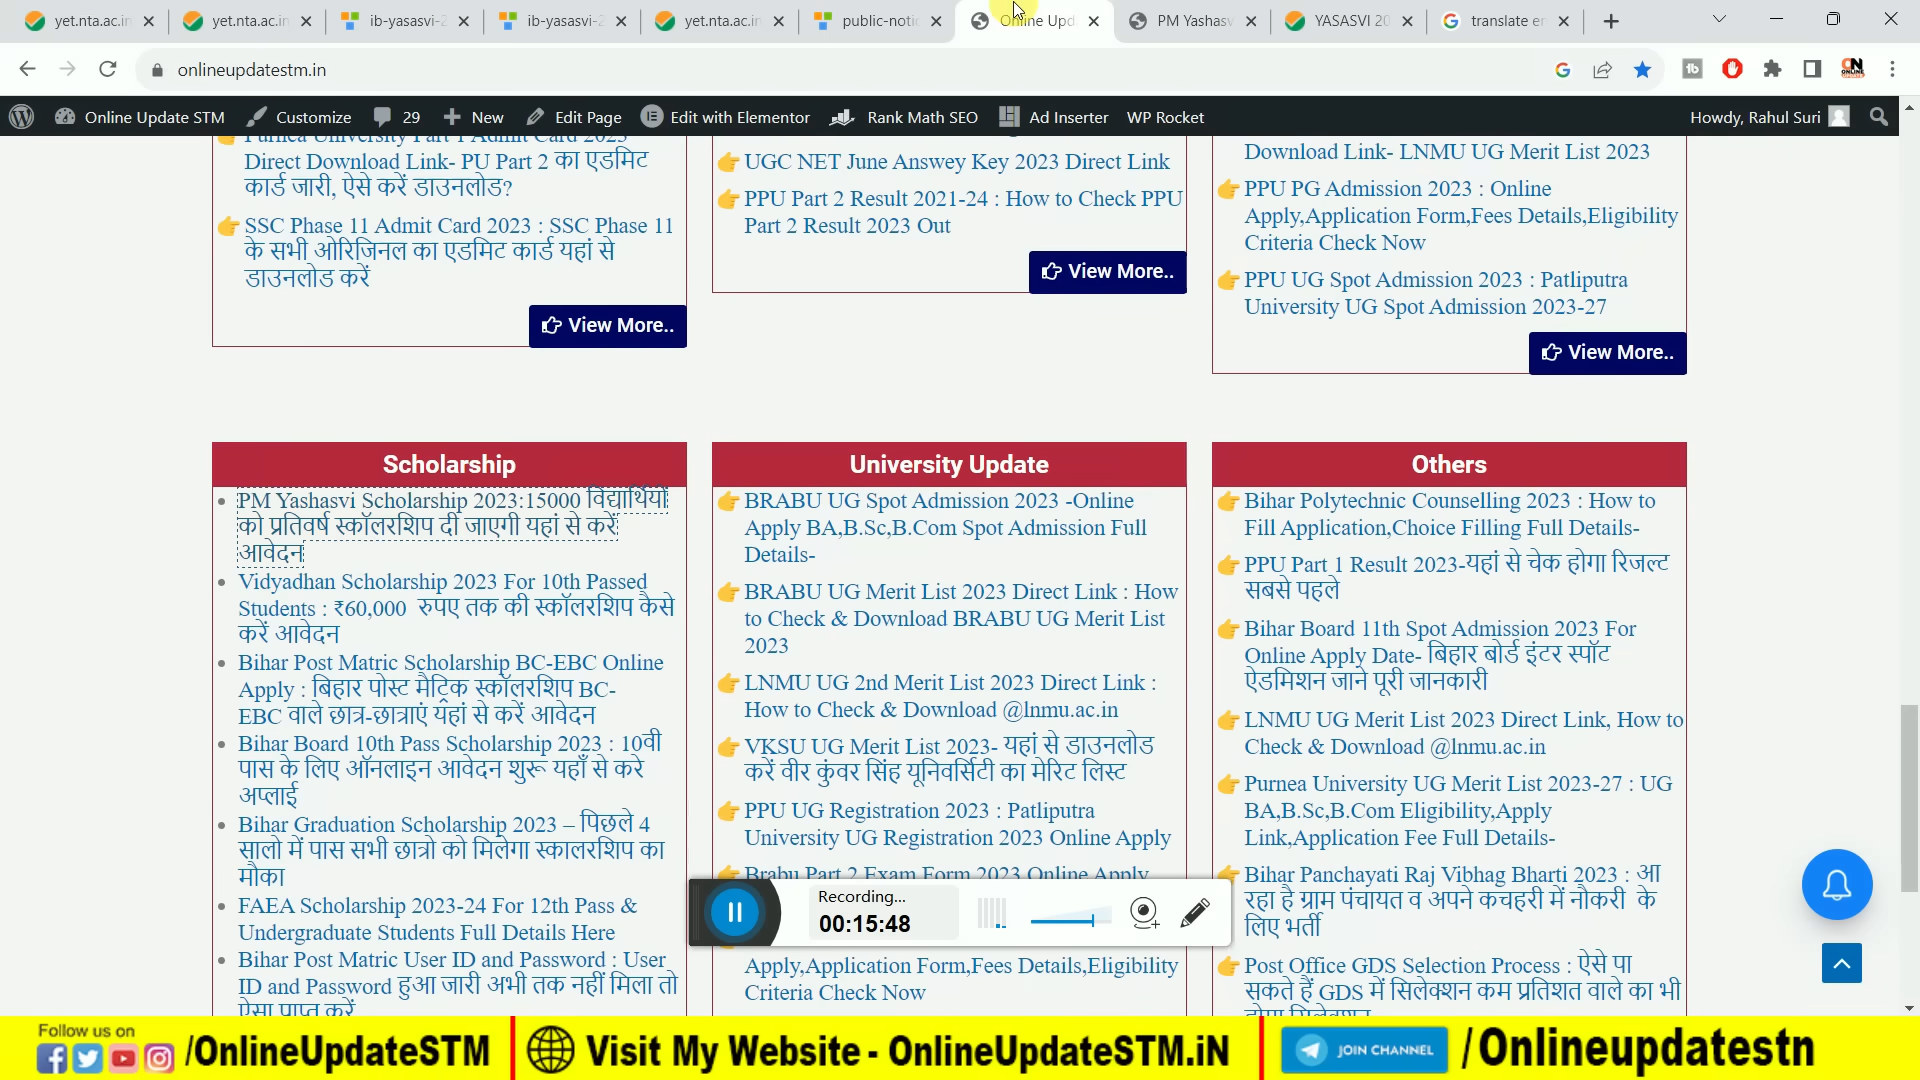 yet.nta.ac.in
yet.nta.ac.in
ib-yasasvi-2
ib-yasasvi-2
yet.nta.ac.in
public-notic
Online Upd
PM Yashasv
YASASVI 20
translate en
onlineupdatestm.in
Online Update STM
Customize
29
New
Edit Page
Edit with Elementor
Rank Math SEO
Ad Inserter
WP Rocket
Howdy, Rahul Suri
Purnea University Part 1 Admit Card 2023
Direct Download Link- PU Part 2 का एडमिट
कार्ड जारी, ऐसे करें डाउनलोड?
SSC Phase 11 Admit Card 2023 : SSC Phase 11
के सभी ओरिजिनल का एडमिट कार्ड यहां से
डाउनलोड करें
View More..
UGC NET June Answey Key 2023 Direct Link
PPU Part 2 Result 2021-24 : How to Check PPU
Part 2 Result 2023 Out
View More..
Download Link- LNMU UG Merit List 2023
PPU PG Admission 2023 : Online
Apply,Application Form,Fees Details,Eligibility
Criteria Check Now
PPU UG Spot Admission 2023 : Patliputra
University UG Spot Admission 2023-27
View More..
Scholarship
PM Yashasvi Scholarship 2023:15000 विद्यार्थियों
को प्रतिवर्ष स्कॉलरशिप दी जाएगी यहां से करें
आवेदन
Vidyadhan Scholarship 2023 For 10th Passed
Students : ₹60,000 रुपए तक की स्कॉलरशिप कैसे
करें आवेदन
Bihar Post Matric Scholarship BC-EBC Online
Apply : बिहार पोस्ट मैट्रिक स्कॉलरशिप BC-
EBC वाले छात्र-छात्राएं यहां से करें आवेदन
Bihar Board 10th Pass Scholarship 2023 : 10वी
पास के लिए ऑनलाइन आवेदन शुरू यहाँ से करे
अप्लाई
Bihar Graduation Scholarship 2023 – पिछले 4
सालो में पास सभी छात्रो को मिलेगा स्कालरशिप का
मौका
FAEA Scholarship 2023-24 For 12th Pass &
Undergraduate Students Full Details Here
Bihar Post Matric User ID and Password : User
ID and Password हुआ जारी अभी तक नहीं मिला तो
ऐसा प्राप्त करें
University Update
BRABU UG Spot Admission 2023 -Online
Apply BA,B.Sc,B.Com Spot Admission Full
Details-
BRABU UG Merit List 2023 Direct Link : How
to Check & Download BRABU UG Merit List
2023
LNMU UG 2nd Merit List 2023 Direct Link :
How to Check & Download @lnmu.ac.in
VKSU UG Merit List 2023- यहां से डाउनलोड
करें वीर कुंवर सिंह यूनिवर्सिटी का मेरिट लिस्ट
PPU UG Registration 2023 : Patliputra
University UG Registration 2023 Online Apply
Brabu Part 2 Exam Form 2023 Online Apply
Apply,Application Form,Fees Details,Eligibility
Criteria Check Now
Others
Bihar Polytechnic Counselling 2023 : How to
Fill Application,Choice Filling Full Details-
PPU Part 1 Result 2023-यहां से चेक होगा रिजल्ट
सबसे पहले
Bihar Board 11th Spot Admission 2023 For
Online Apply Date- बिहार बोर्ड इंटर स्पॉट
ऐडमिशन जाने पूरी जानकारी
LNMU UG Merit List 2023 Direct Link, How to
Check & Download @lnmu.ac.in
Purnea University UG Merit List 2023-27 : UG
BA,B.Sc,B.Com Eligibility,Apply
Link,Application Fee Full Details-
Bihar Panchayati Raj Vibhag Bharti 2023 : आ
रहा है ग्राम पंचायत व अपने कचहरी में नौकरी के
लिए भर्ती
Post Office GDS Selection Process : ऐसे पा
सकते हैं GDS में सिलेक्शन कम प्रतिशत वाले का भी
Recording...
00:15:48
Follow us on
/OnlineUpdateSTM
Visit My Website - OnlineUpdateSTM.iN
JOIN CHANNEL
/Onlineupdatestn